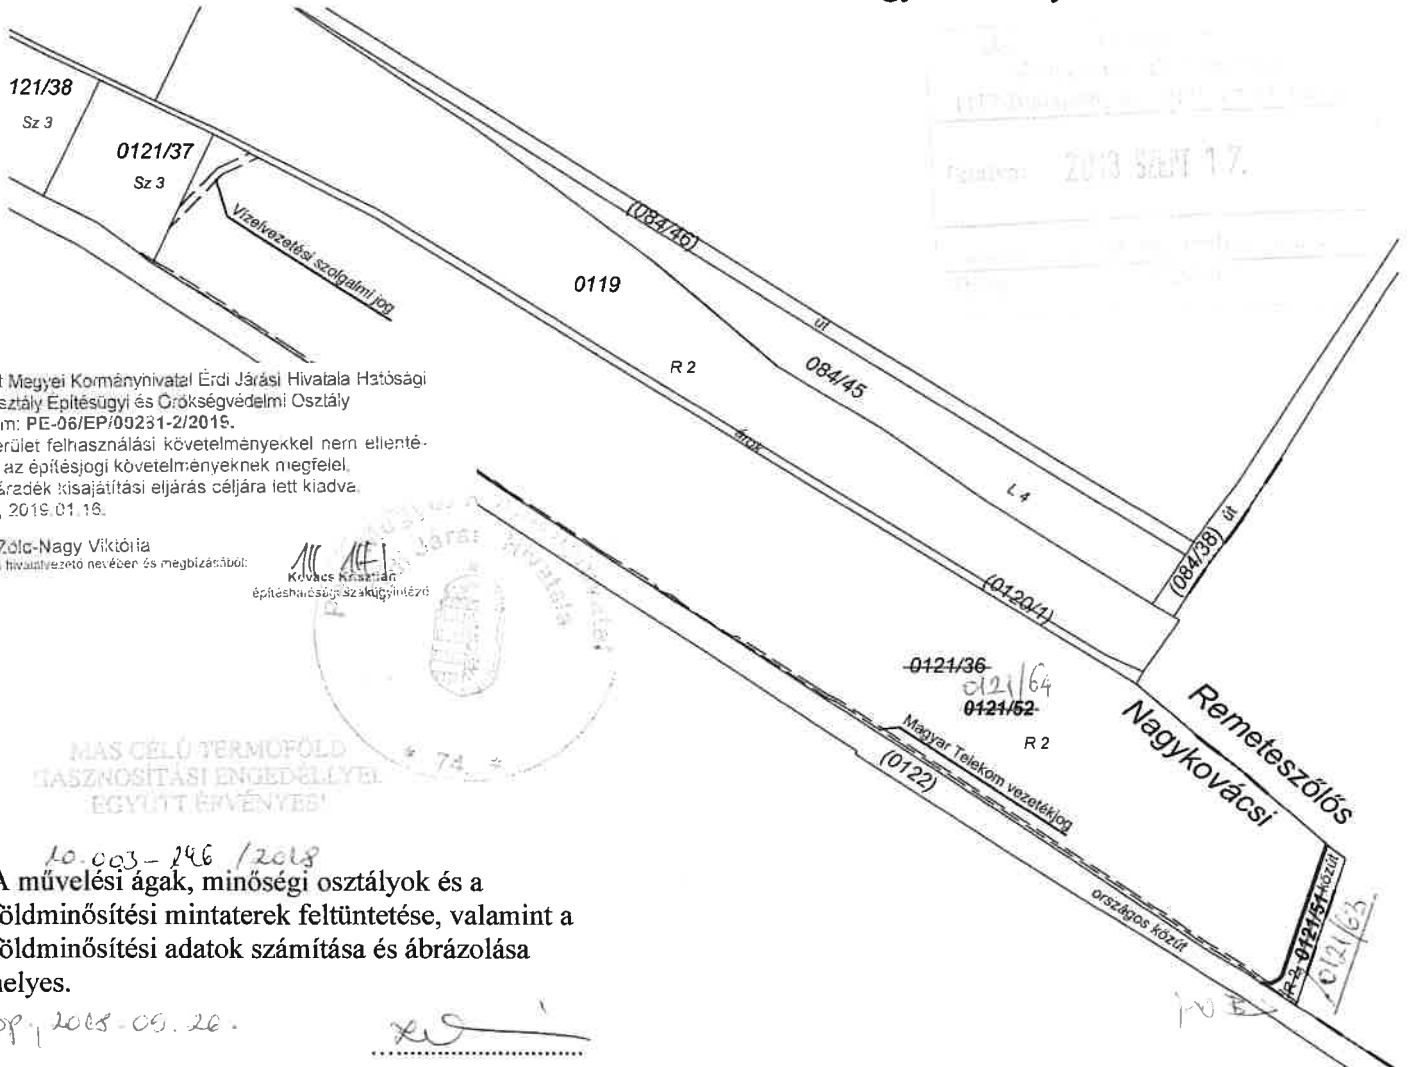 121/38
Sz 3
0121/37
Sz 3
Vízelvezetési szolgalmi jog
(084/46)
út
0119
R 2
084/45
árok
L 4
(084/38) út
(0120/1)
2018 SZEPT 17.
t Megyei Kormányhivatal Érdi Járási Hivatala Hatósági
sztály Építésügyi és Örökségvédelmi Osztály
m: PE-06/EP/00231-2/2019.
erület felhasználási követelményekkel nem ellenté-
az építésjogi követelményeknek megfelel.
áradék kisajátítási eljárás céljára lett kiadva.
, 2019.01.16.
Zöld-Nagy Viktória
hivatalvezető nevében és megbízásából:
Kovács Krisztián
építéshatósági szakügyintéző
Járási Hivatala
* 74 *
0121/36
0121/64
0121/52
R 2
Magyar Telekom vezetékjog
(0122)
országos közút
Remeteszőlős
Nagykovácsi
R 2, 0121/51 közút
0121/63
MÁS CÉLÚ TERMŐFÖLD
HASZNOSÍTÁSI ENGEDÉLLYEL
EGYÜTT ÉRVÉNYES!
10.003-146/2018
A művelési ágak, minőségi osztályok és a
öldminősítési mintaterek feltüntetése, valamint a
öldminősítési adatok számítása és ábrázolása
helyes.
2018.09.26.